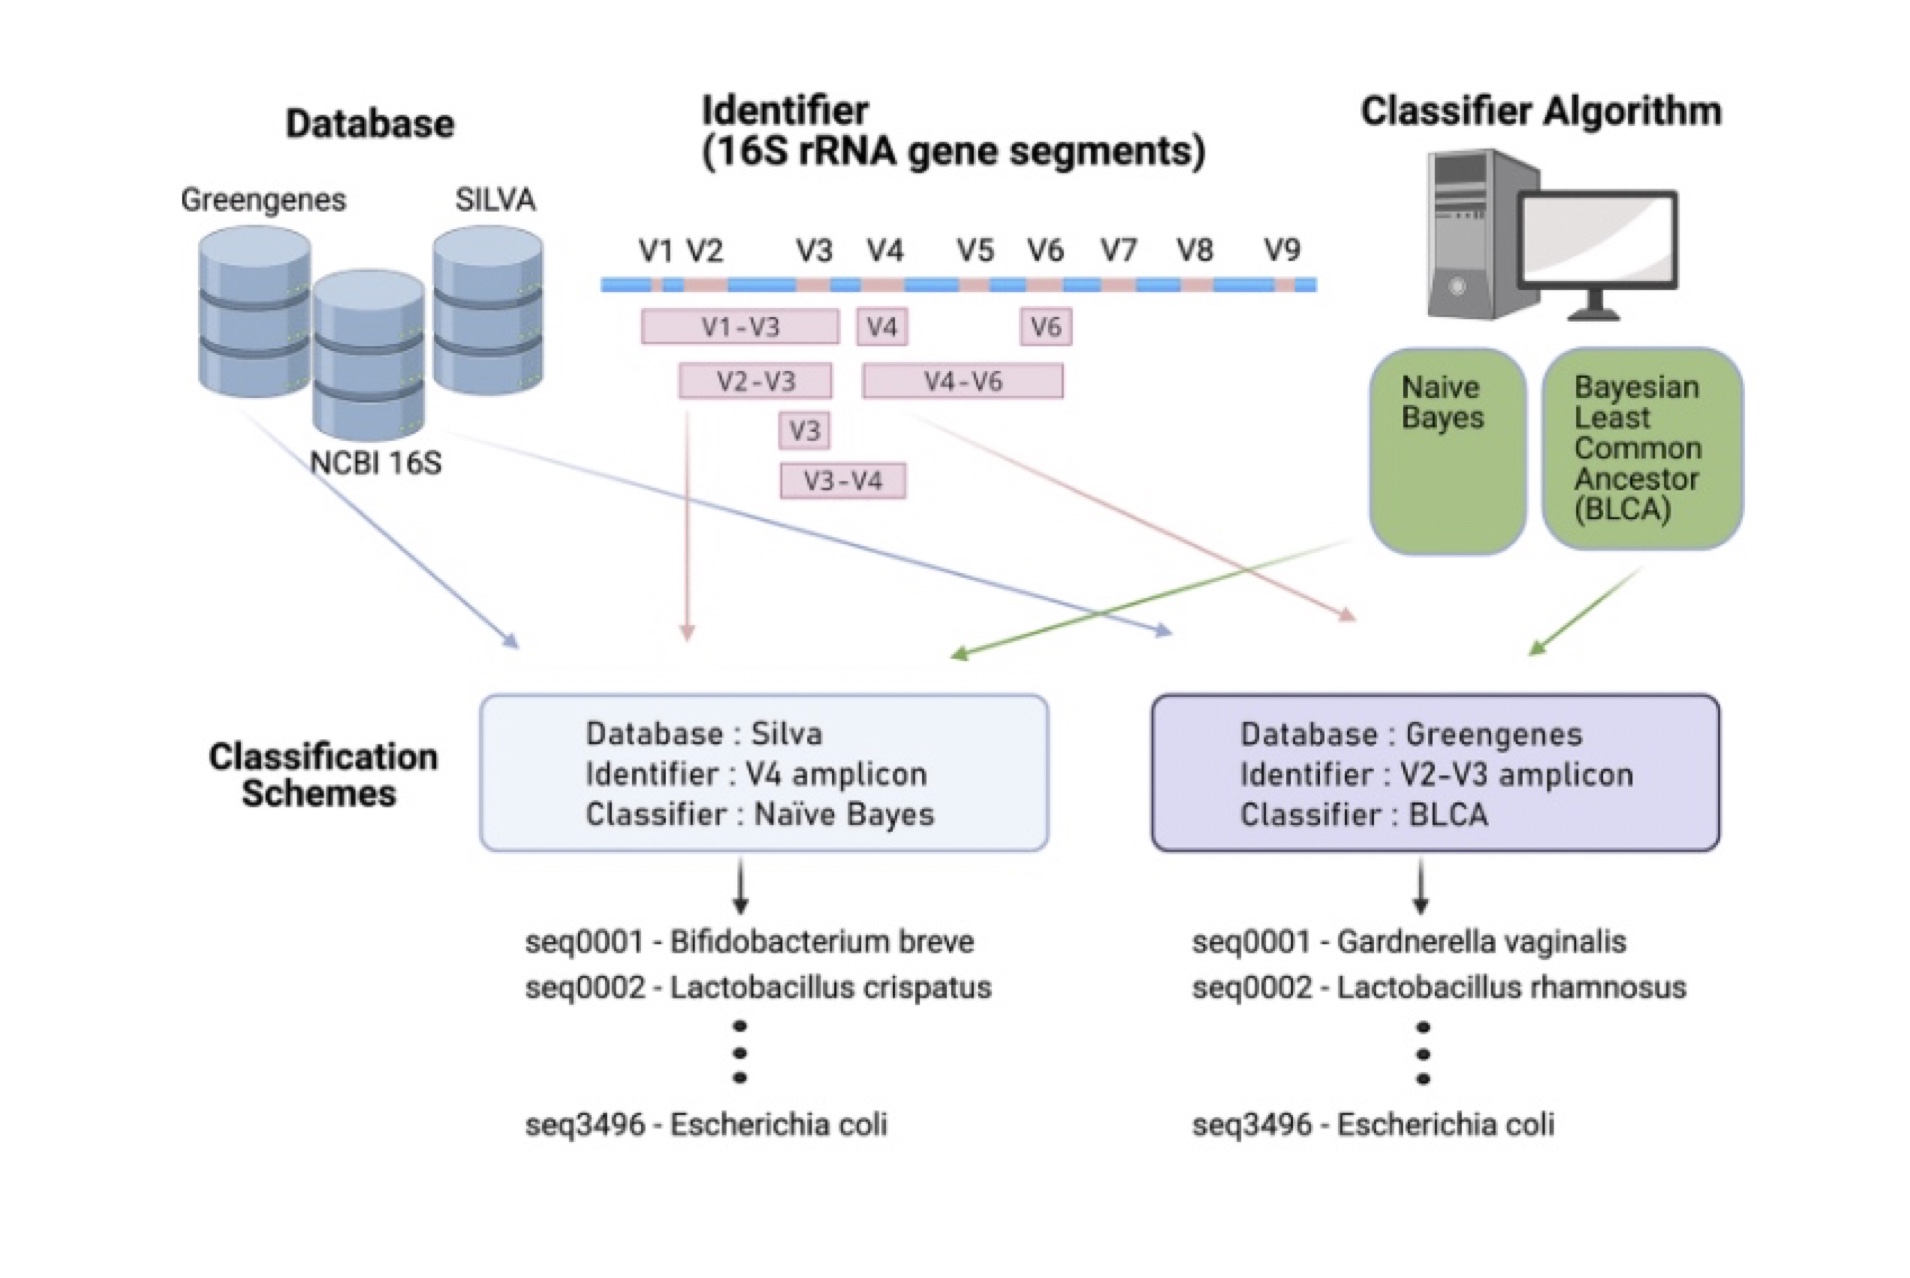 Database
Greengenes
SILVA
NCBI 16S
Identifier
(16S rRNA gene segments)
V1 V2 V3 V4 V5 V6 V7 V8 V9
V1-V3
V4
V6
V2-V3
V4-V6
V3
V3-V4
Classifier Algorithm
Naive
Bayes
Bayesian
Least
Common
Ancestor
(BLCA)
Classification
Schemes
Database : Silva
Identifier : V4 amplicon
Classifier : Naïve Bayes
seq0001 - Bifidobacterium breve
seq0002 - Lactobacillus crispatus
seq3496 - Escherichia coli
Database : Greengenes
Identifier : V2-V3 amplicon
Classifier : BLCA
seq0001 - Gardnerella vaginalis
seq0002 - Lactobacillus rhamnosus
seq3496 - Escherichia coli